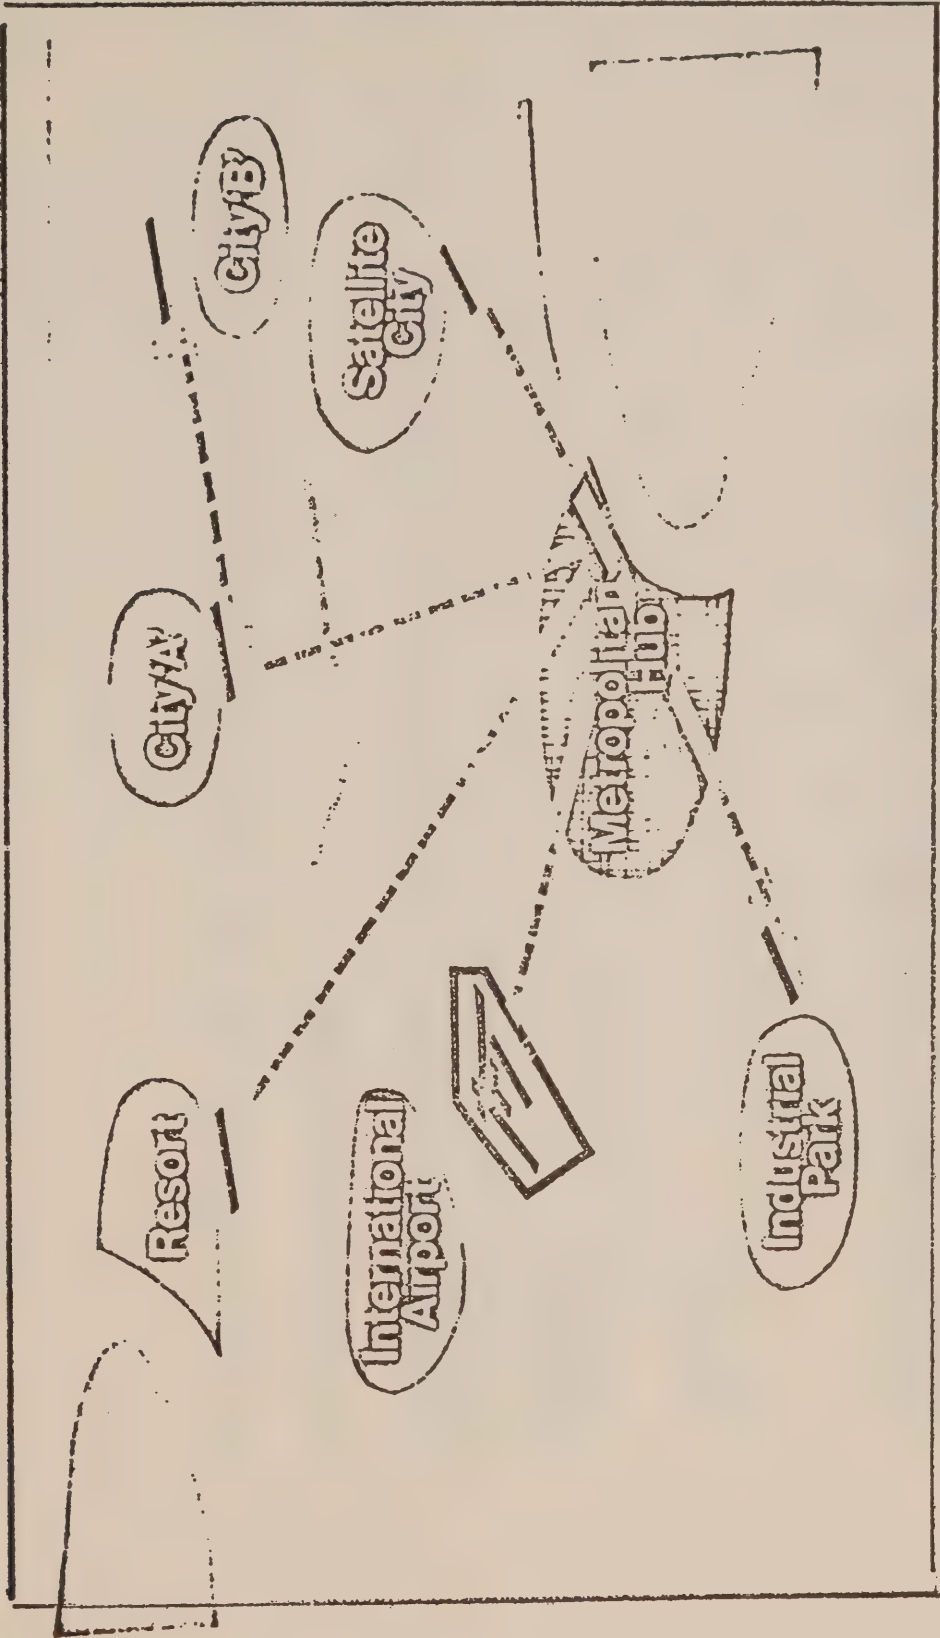 City 'B'
Satellite
City
City 'A'
Metropolitan
Hub
Resort
International
Airport
Industrial
Park